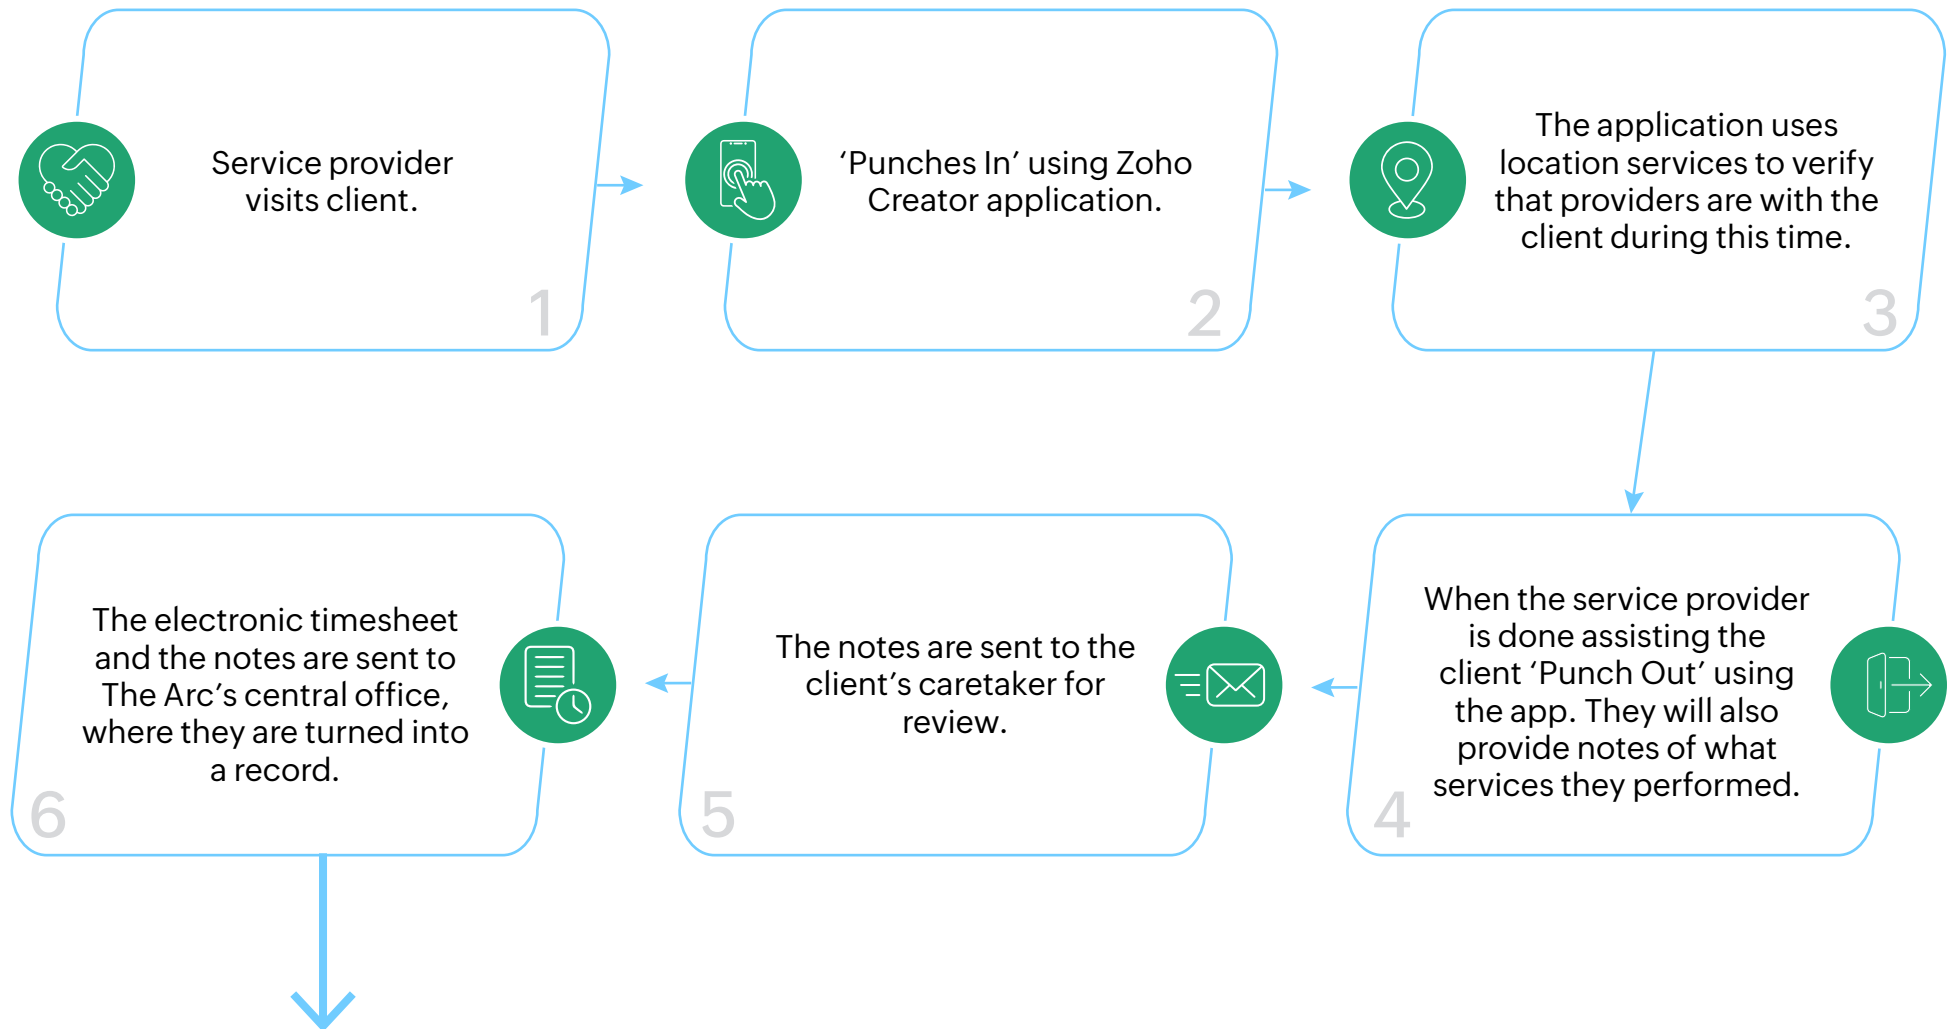 Service provider
visits client.
1
‘Punches In’ using Zoho
Creator application.
2
The application uses
location services to verify
that providers are with the
client during this time.
3
When the service provider
is done assisting the
client ‘Punch Out’ using
the app. They will also
provide notes of what
services they performed.
4
The notes are sent to the
client’s caretaker for
review.
5
The electronic timesheet
and the notes are sent to
The Arc’s central office,
where they are turned into
a record.
6